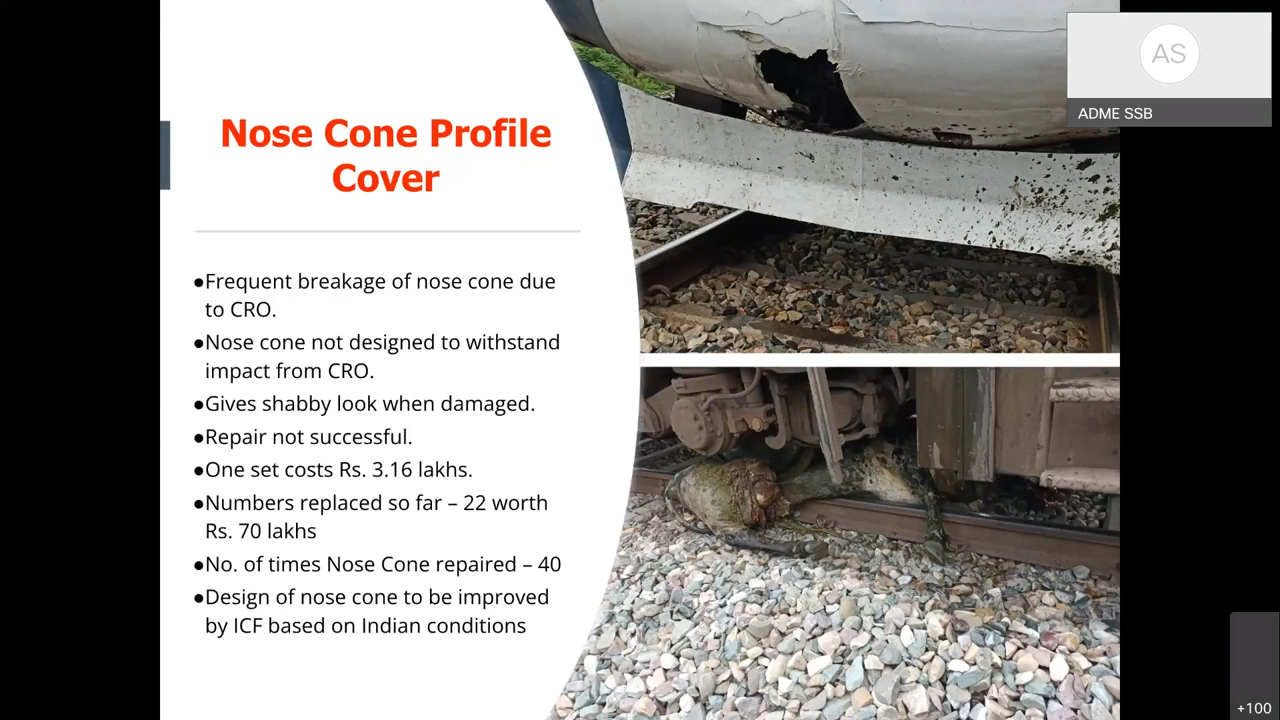 AS
ADME SSB
Nose Cone Profile
Cover
●Frequent breakage of nose cone due
to CRO.
●Nose cone not designed to withstand
impact from CRO.
●Gives shabby look when damaged.
●Repair not successful.
●One set costs Rs. 3.16 lakhs.
●Numbers replaced so far – 22 worth
Rs. 70 lakhs
●No. of times Nose Cone repaired – 40
●Design of nose cone to be improved
by ICF based on Indian conditions
+100